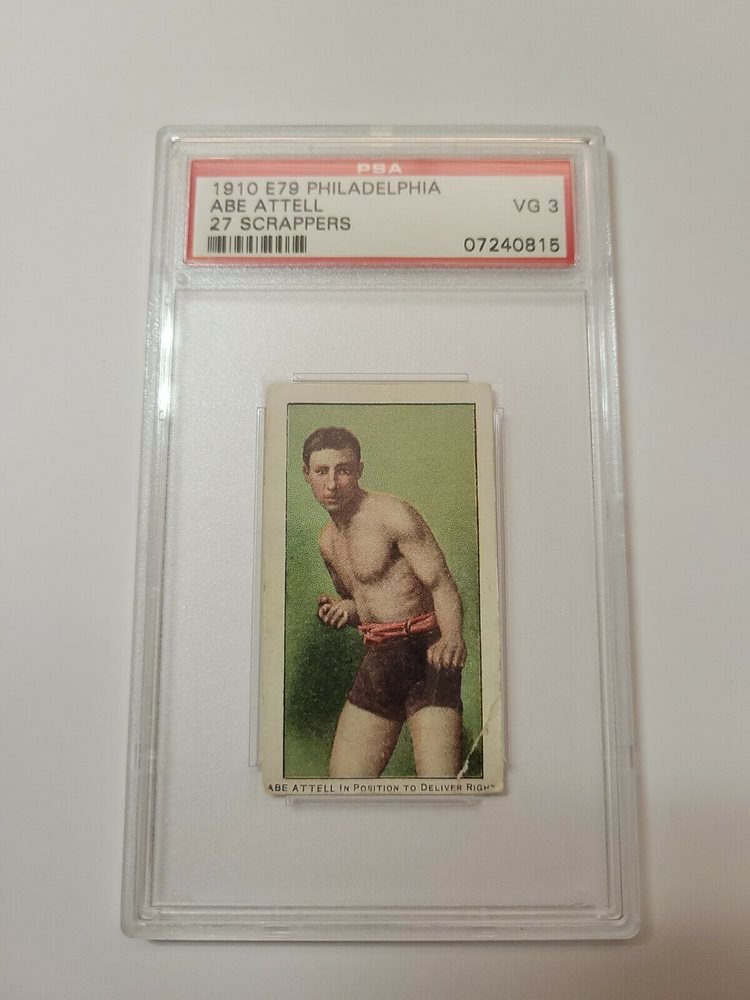 PSA
1910 E79 PHILADELPHIA
ABE ATTELL VG 3
27 SCRAPPERS
07240815
ABE ATTELL IN POSITION TO DELIVER RIGHT